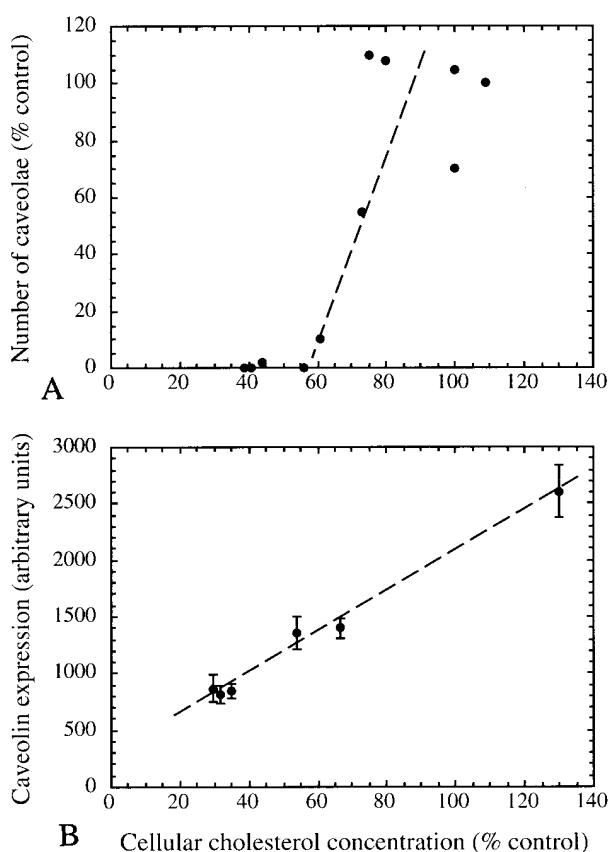 Number of caveolae (% control)
120
100
80
60
40
20
0
0 20 40 60 80 100 120 140
A
Caveolin expression (arbitrary units)
3000
2500
2000
1500
1000
500
0
0 20 40 60 80 100 120 140
B
Cellular cholesterol concentration (% control)